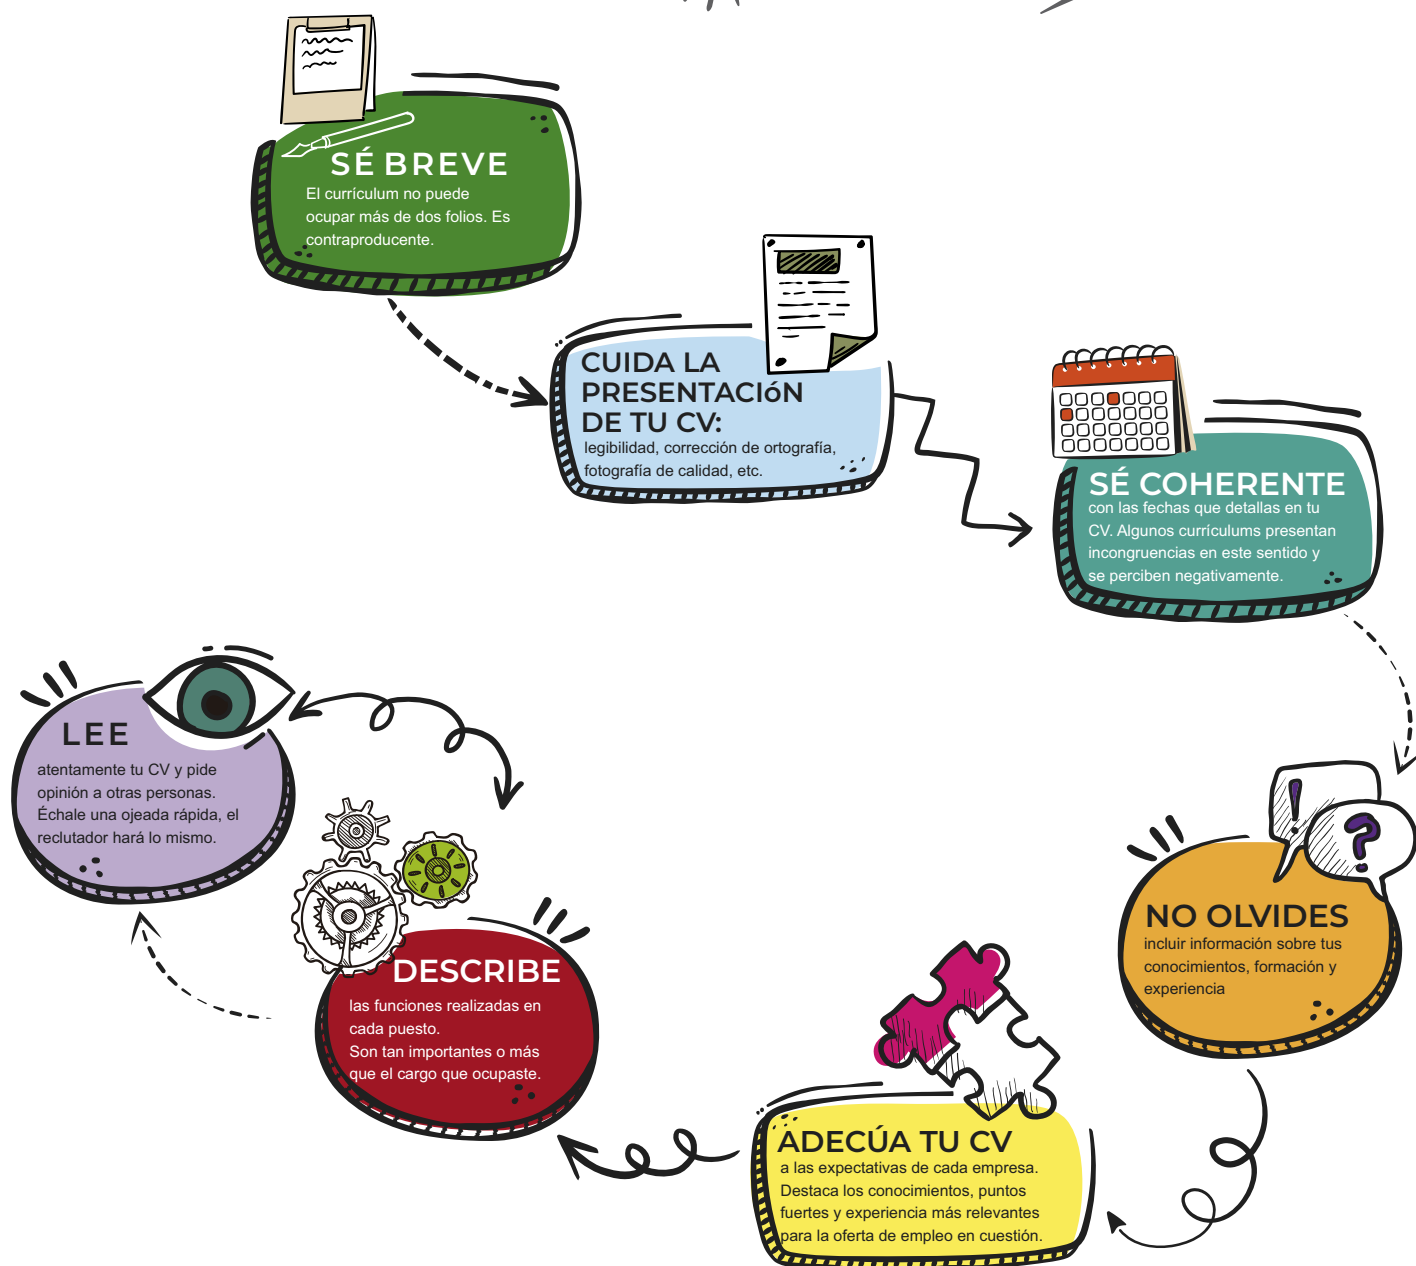 SÉ BREVE
El currículum no puede
ocupar más de dos folios. Es
contraproducente.
CUIDA LA
PRESENTACIóN
DE TU CV:
legibilidad, corrección de ortografía,
fotografía de calidad, etc.
SÉ COHERENTE
con las fechas que detallas en tu
CV. Algunos currículums presentan
incongruencias en este sentido y
se perciben negativamente.
NO OLVIDES
incluir información sobre tus
conocimientos, formación y
experiencia
ADECÚA TU CV
a las expectativas de cada empresa.
Destaca los conocimientos, puntos
fuertes y experiencia más relevantes
para la oferta de empleo en cuestión.
DESCRIBE
las funciones realizadas en
cada puesto.
Son tan importantes o más
que el cargo que ocupaste.
LEE
atentamente tu CV y pide
opinión a otras personas.
Échale una ojeada rápida, el
reclutador hará lo mismo.
! ?